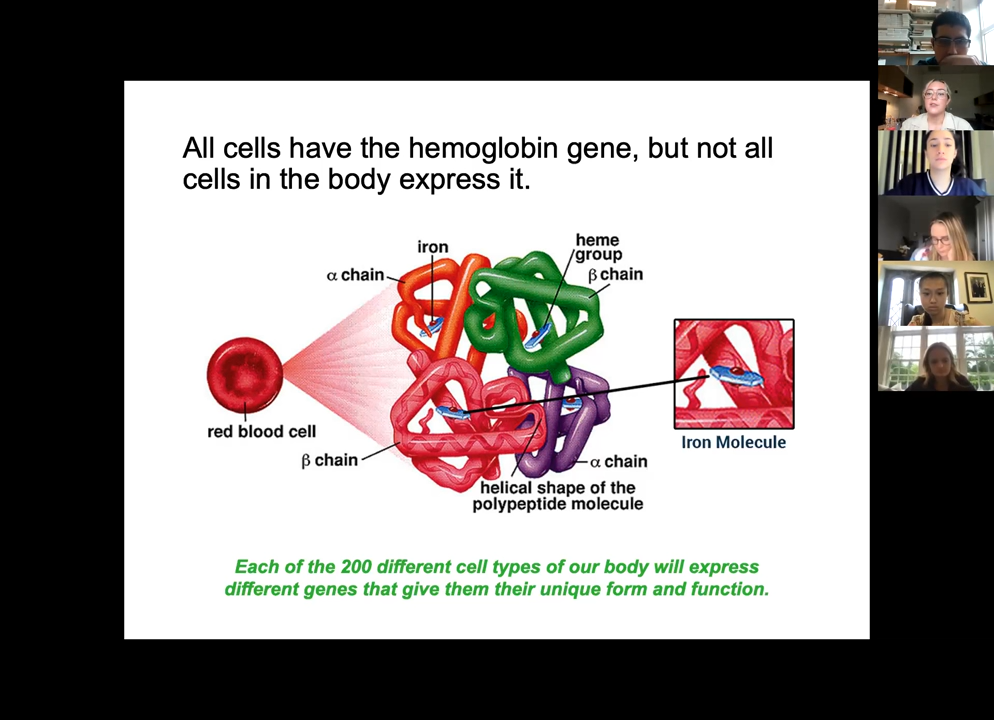 All cells have the hemoglobin gene, but not all
cells in the body express it.
iron
heme
group
α chain
β chain
red blood cell
Iron Molecule
β chain
α chain
helical shape of the
polypeptide molecule
Each of the 200 different cell types of our body will express
different genes that give them their unique form and function.